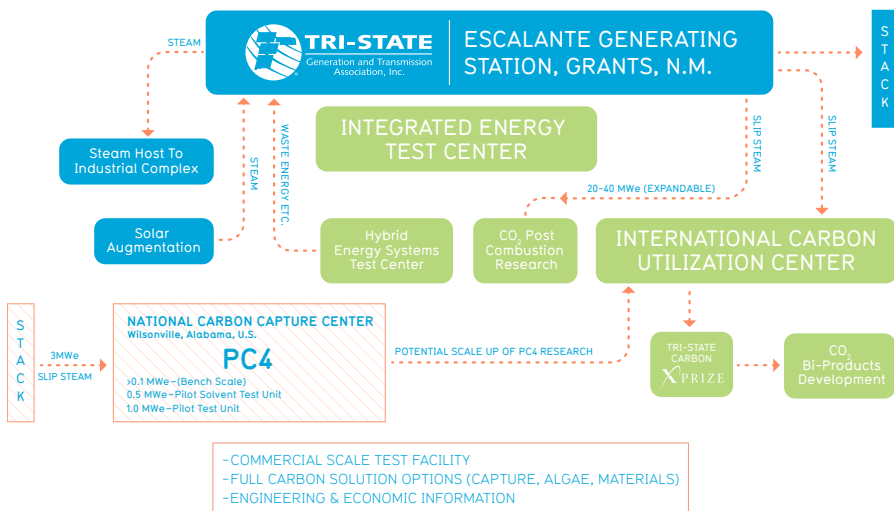 TRI-STATE
Generation and Transmission
Association, Inc.
ESCALANTE GENERATING
STATION, GRANTS, N.M.
STACK
STEAM
Steam Host To
Industrial Complex
STEAM
WASTE ENERGY ETC.
INTEGRATED ENERGY
TEST CENTER
SLIP STEAM
SLIP STEAM
20-40 MWe (EXPANDABLE)
Solar
Augmentation
Hybrid
Energy Systems
Test Center
CO₂ Post
Combustion
Research
INTERNATIONAL CARBON
UTILIZATION CENTER
STACK
3MWe
SLIP STEAM
NATIONAL CARBON CAPTURE CENTER
Wilsonville, Alabama, U.S.
PC4
>0.1 MWe-(Bench Scale)
0.5 MWe-Pilot Solvent Test Unit
1.0 MWe-Pilot Test Unit
POTENTIAL SCALE UP OF PC4 RESEARCH
TRI-STATE
CARBON
XPRIZE
CO₂
Bi-Products
Development
-COMMERCIAL SCALE TEST FACILITY
-FULL CARBON SOLUTION OPTIONS (CAPTURE, ALGAE, MATERIALS)
-ENGINEERING & ECONOMIC INFORMATION